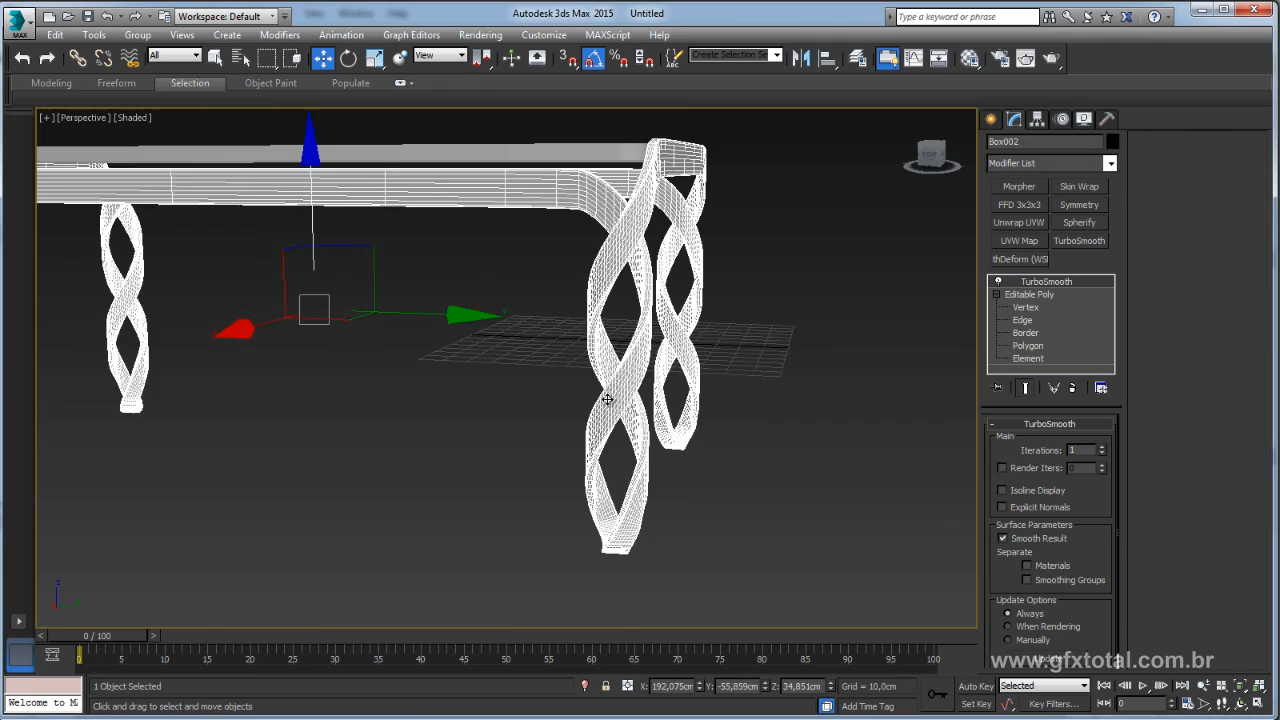 Workspace: Default
Autodesk 3ds Max 2015    Untitled
Type a keyword or phrase
MAX
Edit Tools Group Views Create Modifiers Animation Graph Editors Rendering Customize MAXScript Help
All
View
3
Create Selection Se
Modeling Freeform Selection Object Paint Populate
[ + ] [Perspective ] [Shaded ]
Box002
Modifier List
Morpher Skin Wrap
FFD 3x3x3 Symmetry
Unwrap UVW Spherify
UVW Map TurboSmooth
thDeform (WSI
TurboSmooth
Editable Poly
Vertex
Edge
Border
Polygon
Element
- TurboSmooth
Main
Iterations: 1
Render Iters: 0
Isoline Display
Explicit Normals
Surface Parameters
Smooth Result
Separate
Materials
Smoothing Groups
Update Options
Always
When Rendering
Manually
www.gfxtotal.com.br
z
< 0 / 100 >
0 5 10 15 20 25 30 35 40 45 50 55 60 65 70 75 80 85 90 95 100
1 Object Selected
X: 192,075cm Y: -55,859cm Z: 34,851cm Grid = 10,0cm
Auto Key Selected
Welcome to M
Click and drag to select and move objects
Add Time Tag
Set Key Key Filters... 0